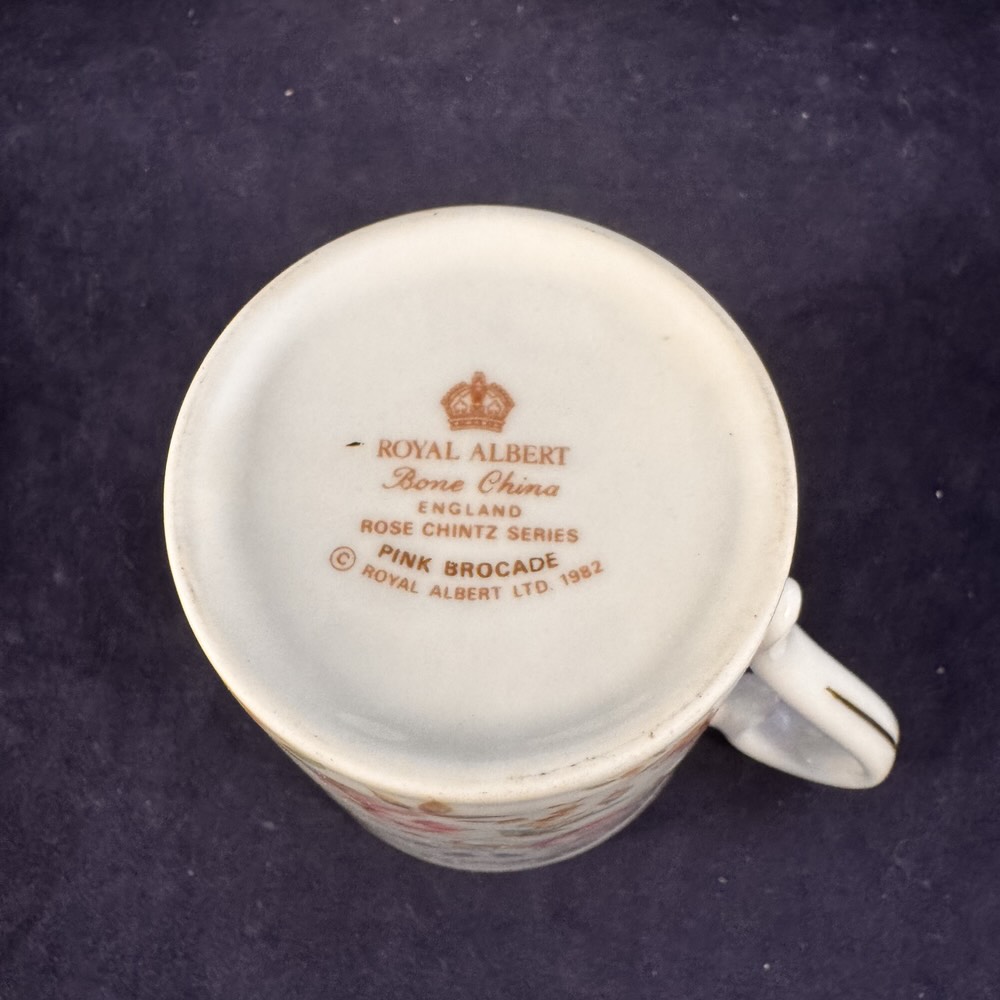 ROYAL ALBERT
Bone China
ENGLAND
ROSE CHINTZ SERIES
PINK BROCADE
© ROYAL ALBERT LTD. 1982